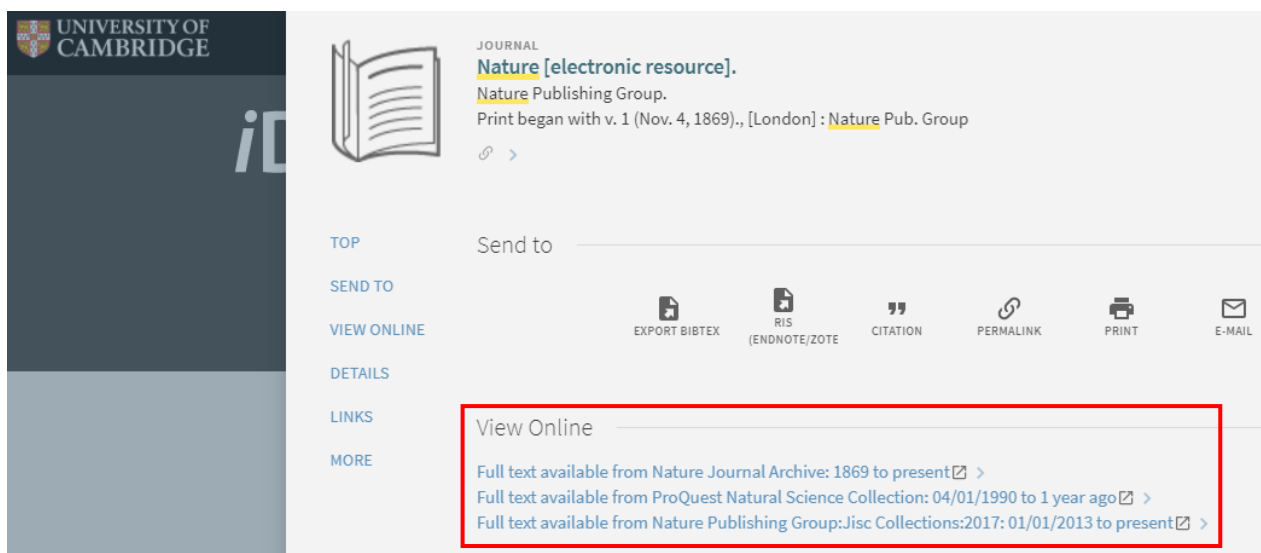 UNIVERSITY OF
CAMBRIDGE
iD
JOURNAL
Nature [electronic resource].
Nature Publishing Group.
Print began with v. 1 (Nov. 4, 1869)., [London] : Nature Pub. Group
TOP
SEND TO
VIEW ONLINE
DETAILS
LINKS
MORE
Send to
EXPORT BIBTEX
RIS
(ENDNOTE/ZOTE
CITATION
PERMALINK
PRINT
E-MAIL
View Online
Full text available from Nature Journal Archive: 1869 to present
Full text available from ProQuest Natural Science Collection: 04/01/1990 to 1 year ago
Full text available from Nature Publishing Group:Jisc Collections:2017: 01/01/2013 to present